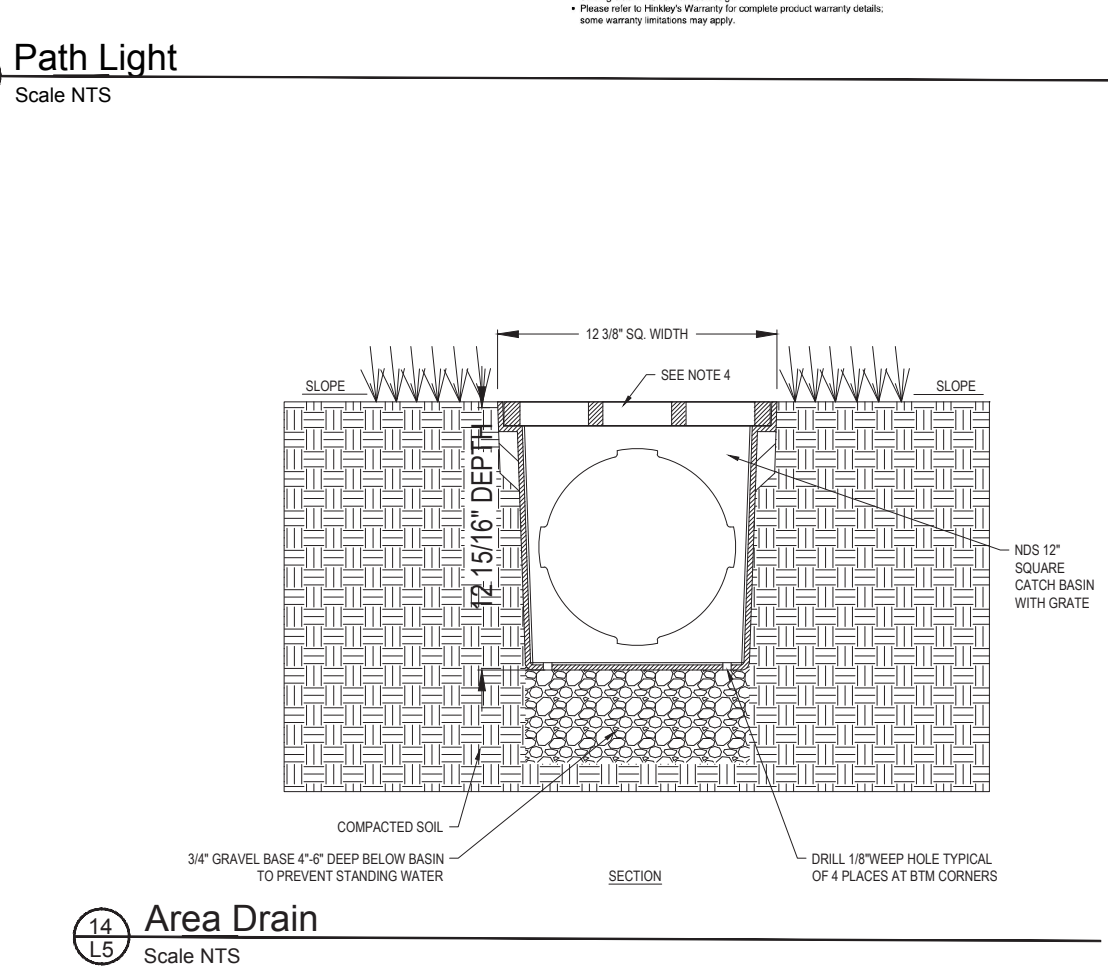 • Please refer to Hinkley's Warranty for complete product warranty details;
some warranty limitations may apply.
Path Light
Scale NTS
12 3/8" SQ. WIDTH
SEE NOTE 4
SLOPE
SLOPE
12 15/16" DEPTH
NDS 12"
SQUARE
CATCH BASIN
WITH GRATE
COMPACTED SOIL
3/4" GRAVEL BASE 4"-6" DEEP BELOW BASIN
TO PREVENT STANDING WATER
SECTION
DRILL 1/8"WEEP HOLE TYPICAL
OF 4 PLACES AT BTM CORNERS
14
L5
Area Drain
Scale NTS